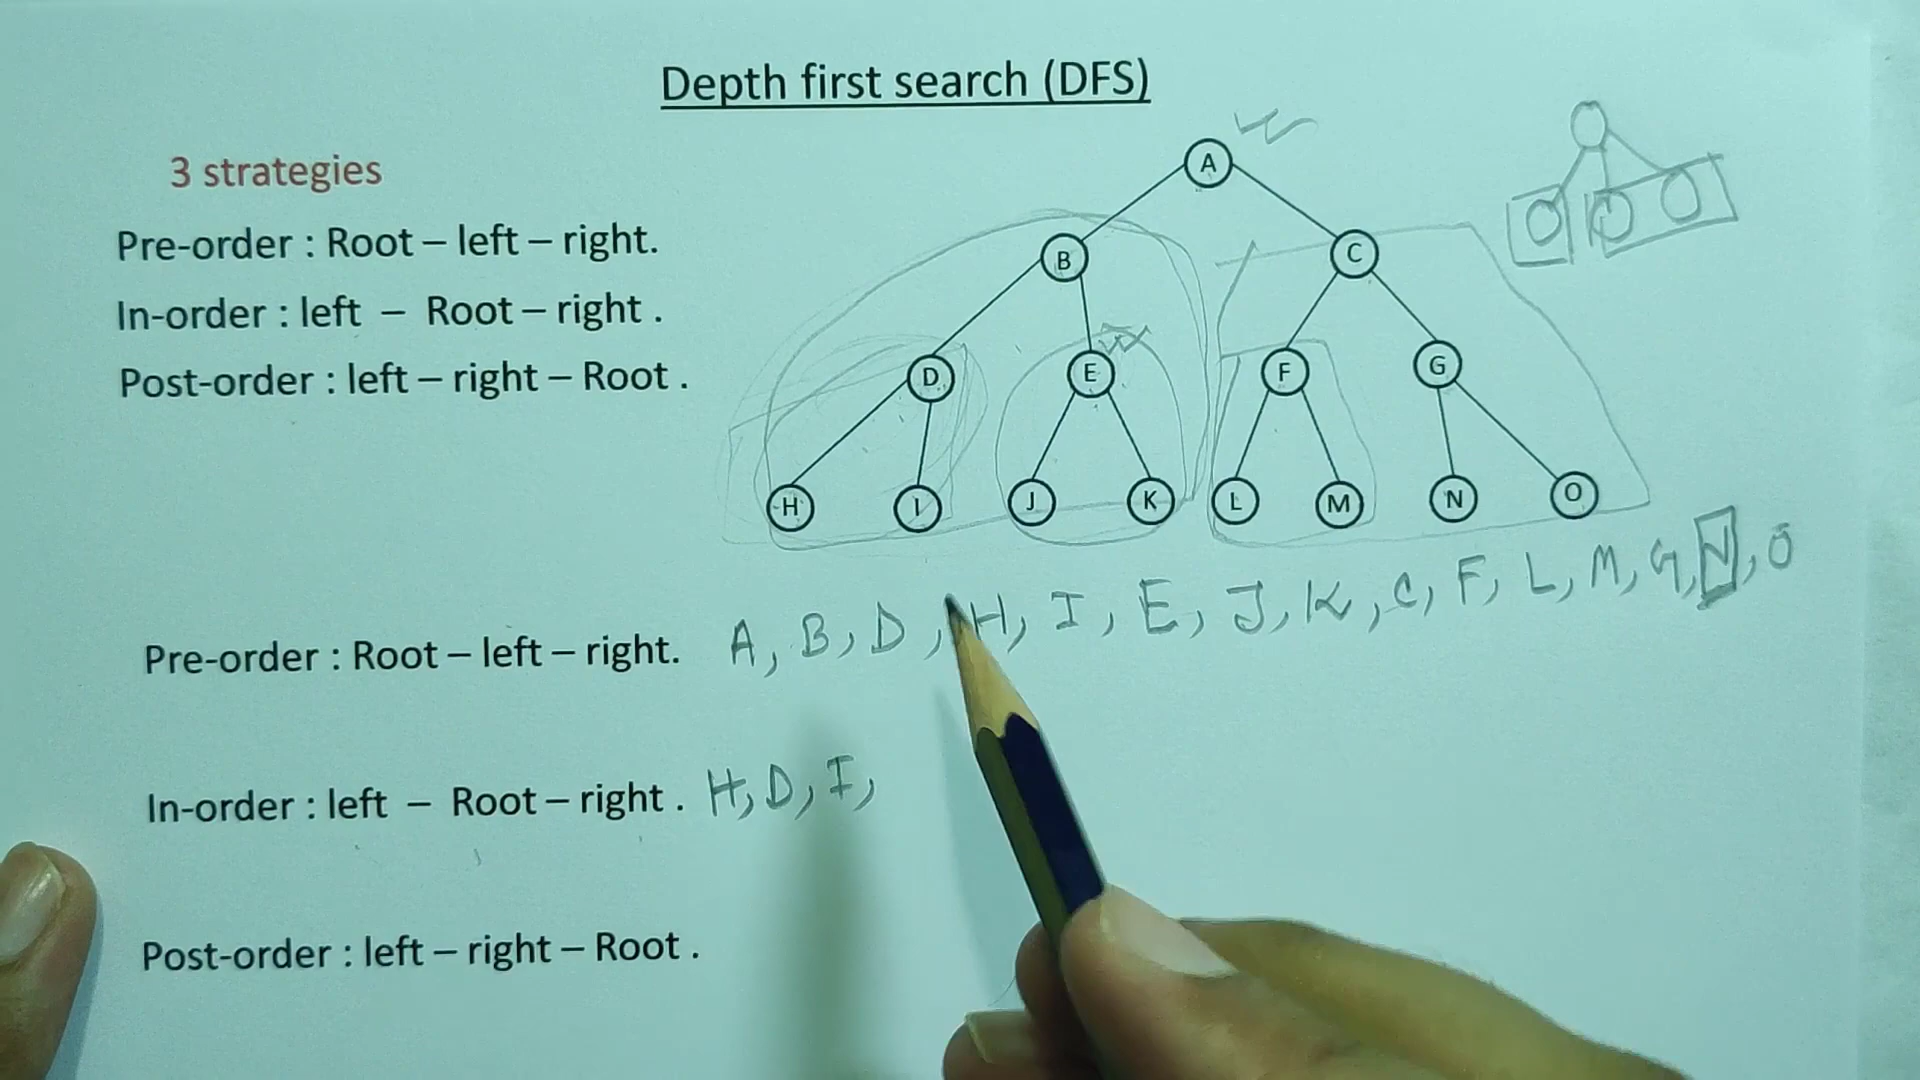 Depth first search (DFS)
3 strategies
Pre-order : Root – left – right.
In-order : left – Root – right .
Post-order : left – right – Root .
A
B C
D E F G
H I J K L M N O
Pre-order : Root – left – right. A, B, D, H, I, E, J, K, C, F, L, M, G, N, O
In-order : left – Root – right . H, D, I,
Post-order : left – right – Root .